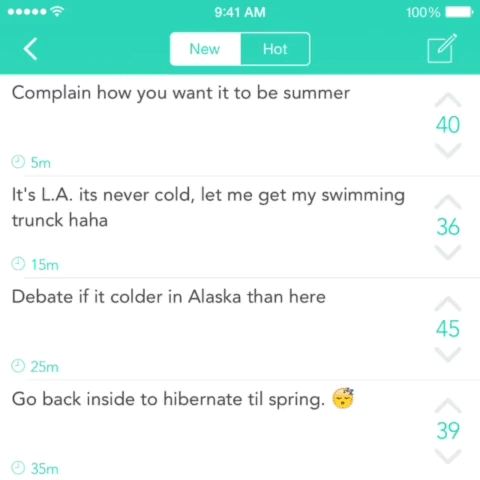 9:41 AM
100%
New
Hot
Complain how you want it to be summer
40
5m
It's L.A. its never cold, let me get my swimming
trunck haha
36
15m
Debate if it colder in Alaska than here
45
25m
Go back inside to hibernate til spring. 😴
39
35m